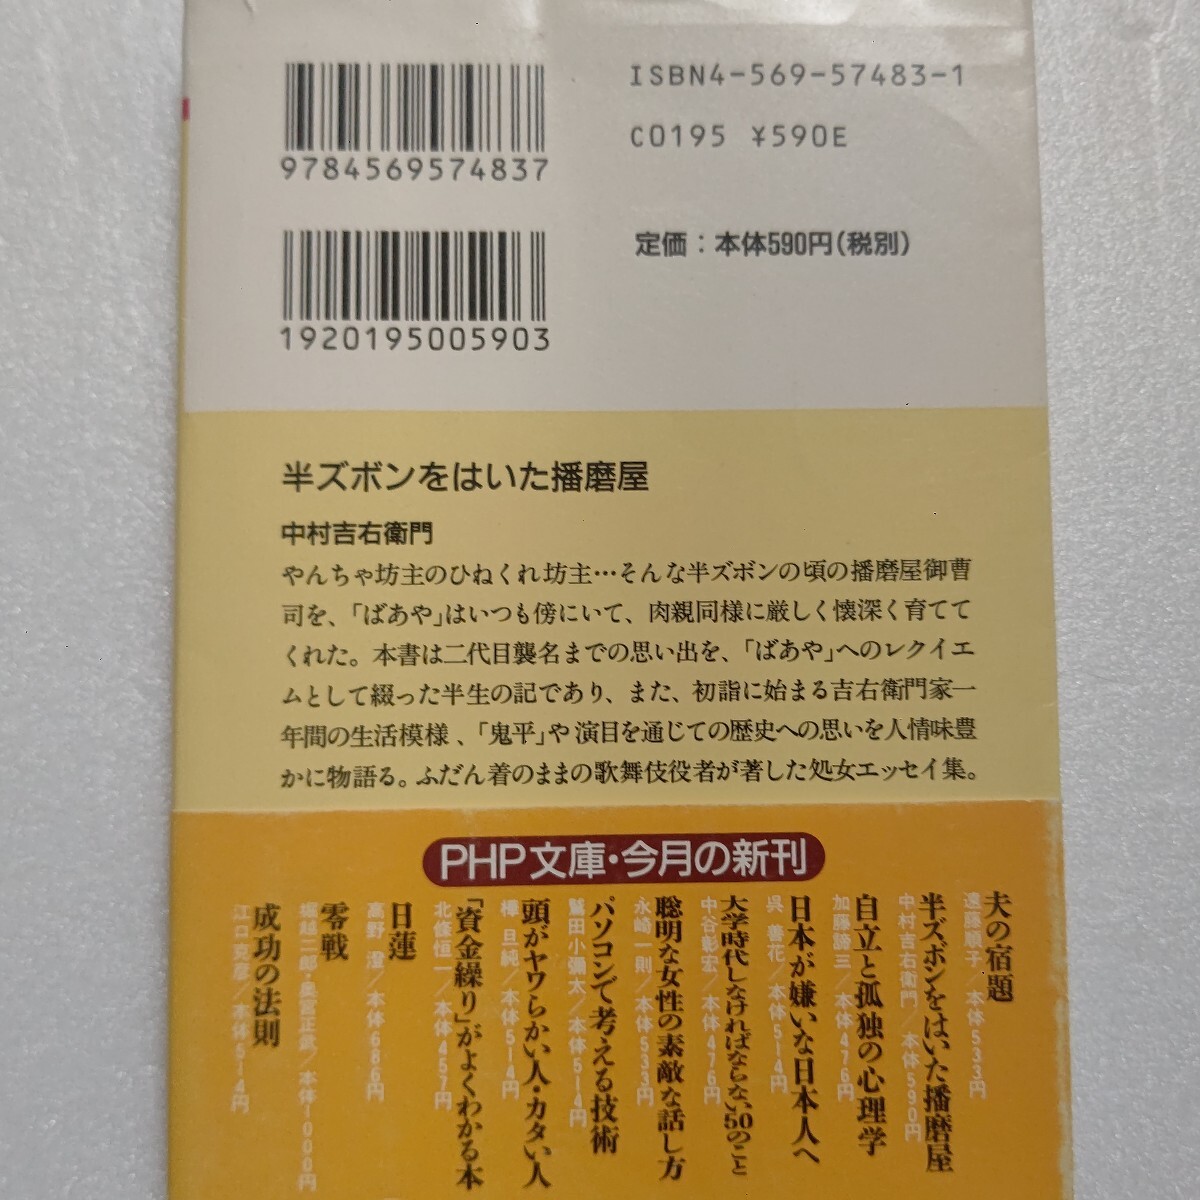 ISBN4-569-57483-1
C0195 ¥590E
9784569574837
定価：本体590円（税別）
1920195005903
半ズボンをはいた播磨屋
中村吉右衛門
やんちゃ坊主のひねくれ坊主…そんな半ズボンの頃の播磨屋御曹
司を、「ばあや」はいつも傍にいて、肉親同様に厳しく懐深く育てて
くれた。本書は二代目襲名までの思い出を、「ばあや」へのレクイエ
ムとして綴った半生の記であり、また、初詣に始まる吉右衛門家一
年間の生活模様、「鬼平」や演目を通じての歴史への思いを人情味豊
かに物語る。ふだん着のままの歌舞伎役者が著した処女エッセイ集。
PHP文庫・今月の新刊
夫の宿題
遠藤順子／本体533円
半ズボンをはいた播磨屋
中村吉右衛門／本体590円
自立と孤独の心理学
加藤諦三／本体476円
日本が嫌いな日本人へ
呉 善花／本体514円
大学時代しなければならない50のこと
中谷彰宏／本体476円
聡明な女性の素敵な話し方
永崎一則／本体533円
パソコンで考える技術
鷲田小彌太／本体514円
頭がヤワらかい人・カタい人
樺 旦純／本体514円
「資金繰り」がよくわかる本
北條恒一／本体457円
日蓮
高野 澄／本体686円
零戦
堀越二郎・奥宮正武／本体1000円
成功の法則
江口克彦／本体514円